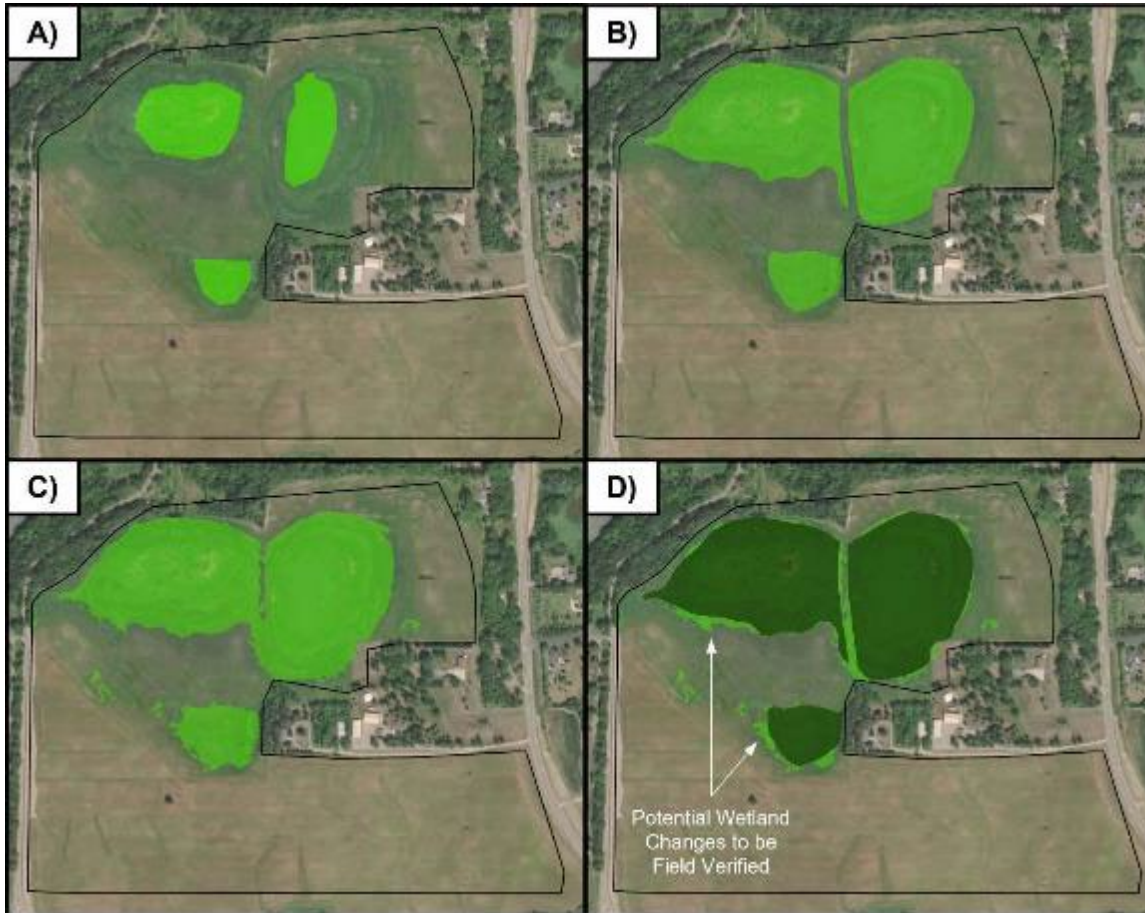 A)
B)
C)
D)
Potential Wetland
Changes to be
Field Verified